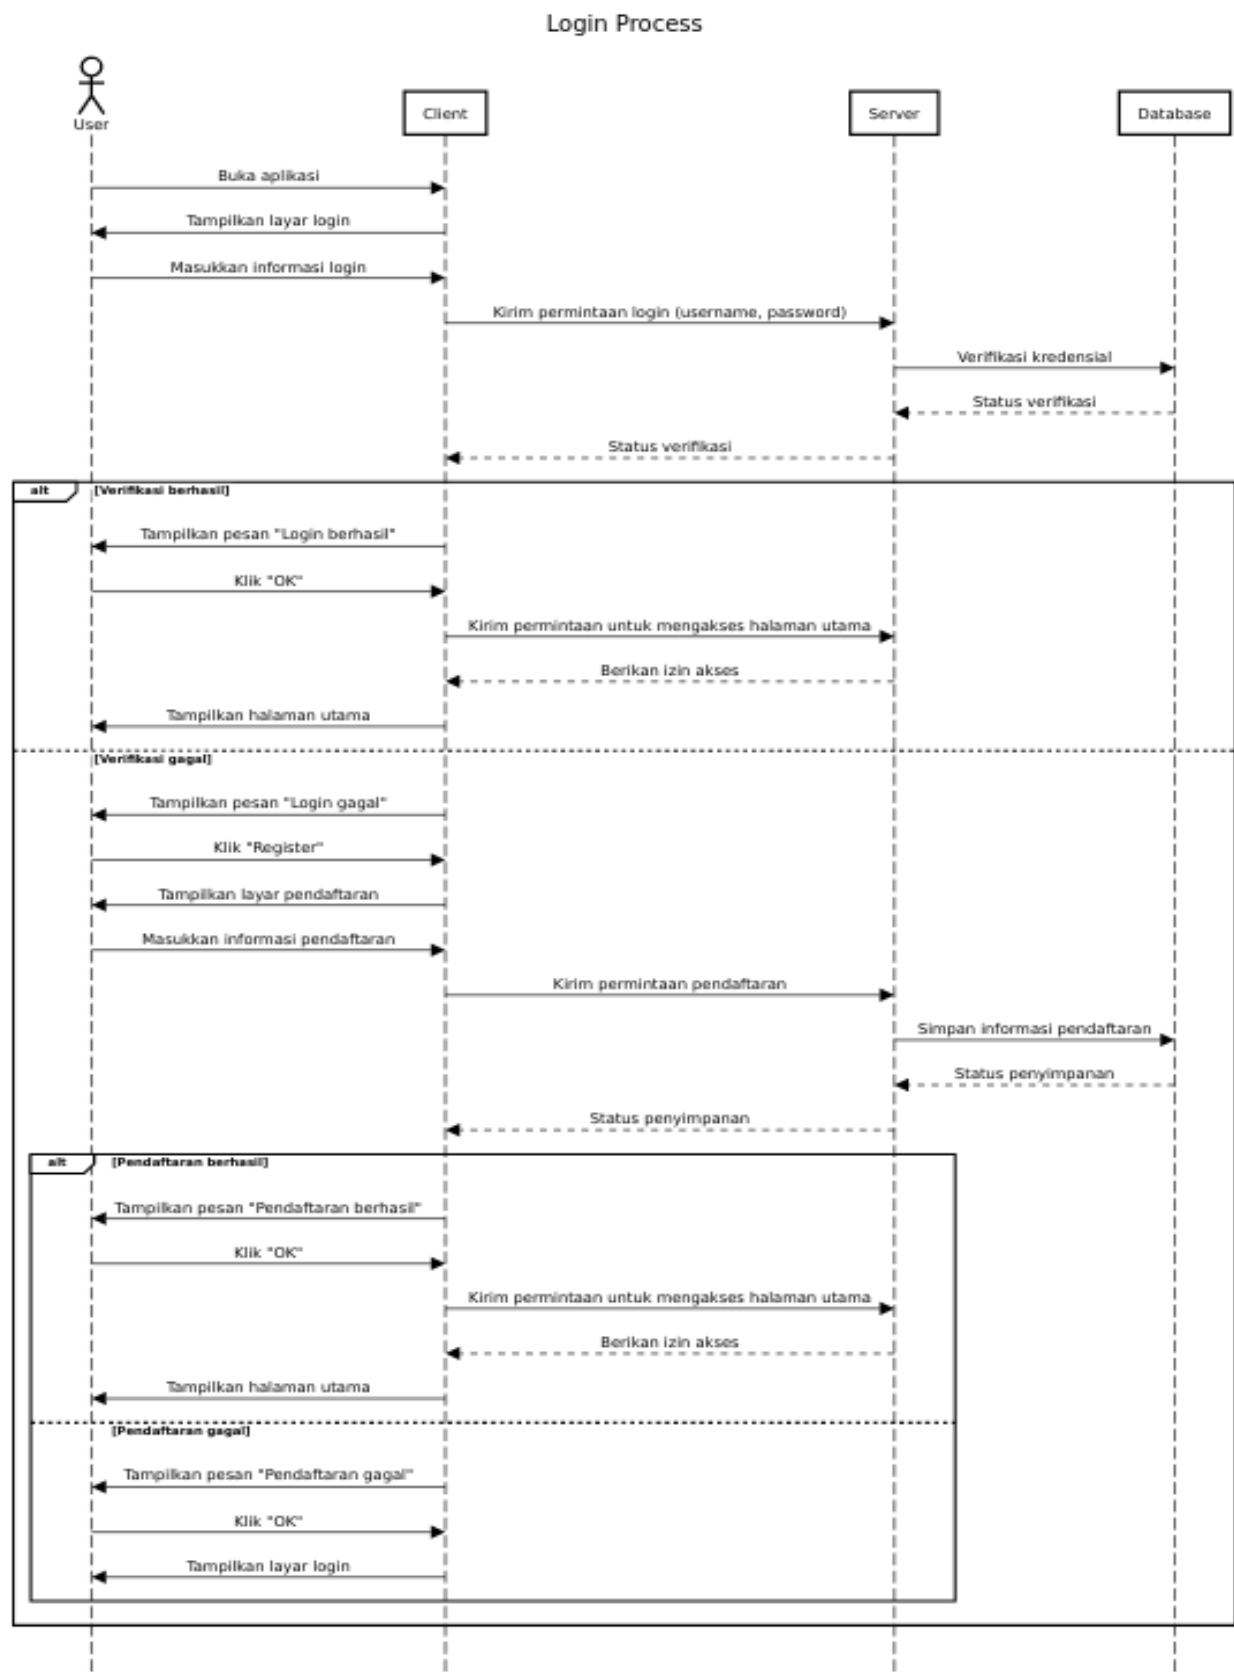 Login Process
User
Client
Server
Database
Buka aplikasi
Tampilkan layar login
Masukkan informasi login
Kirim permintaan login (username, password)
Verifikasi kredensial
Status verifikasi
Status verifikasi
alt
[Verifikasi berhasil]
Tampilkan pesan "Login berhasil"
Klik "OK"
Kirim permintaan untuk mengakses halaman utama
Berikan izin akses
Tampilkan halaman utama
[Verifikasi gagal]
Tampilkan pesan "Login gagal"
Klik "Register"
Tampilkan layar pendaftaran
Masukkan informasi pendaftaran
Kirim permintaan pendaftaran
Simpan informasi pendaftaran
Status penyimpanan
Status penyimpanan
alt
[Pendaftaran berhasil]
Tampilkan pesan "Pendaftaran berhasil"
Klik "OK"
Kirim permintaan untuk mengakses halaman utama
Berikan izin akses
Tampilkan halaman utama
[Pendaftaran gagal]
Tampilkan pesan "Pendaftaran gagal"
Klik "OK"
Tampilkan layar login